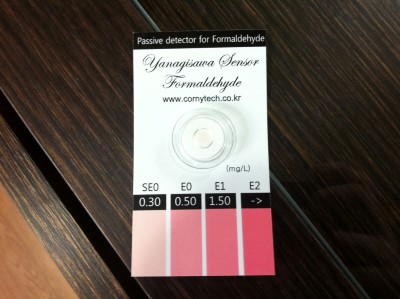 Passive detector for Formaldehyde
Yanagisawa Sensor
Formaldehyde
www.cornytech.co.kr
(mg/L)
SE0 E0 E1 E2
0.30 0.50 1.50 ->